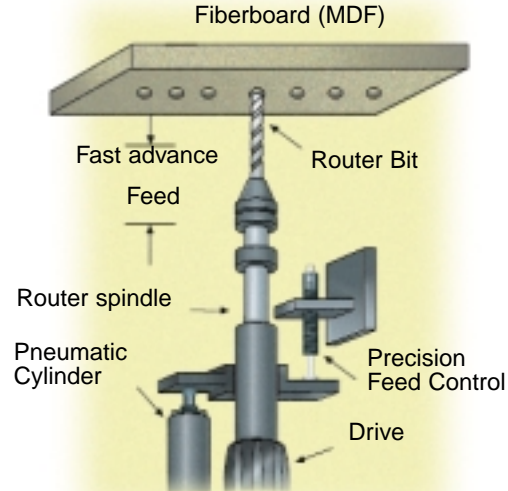 Fiberboard (MDF)
Fast advance
Router Bit
Feed
Router spindle
Pneumatic
Cylinder
Precision
Feed Control
Drive